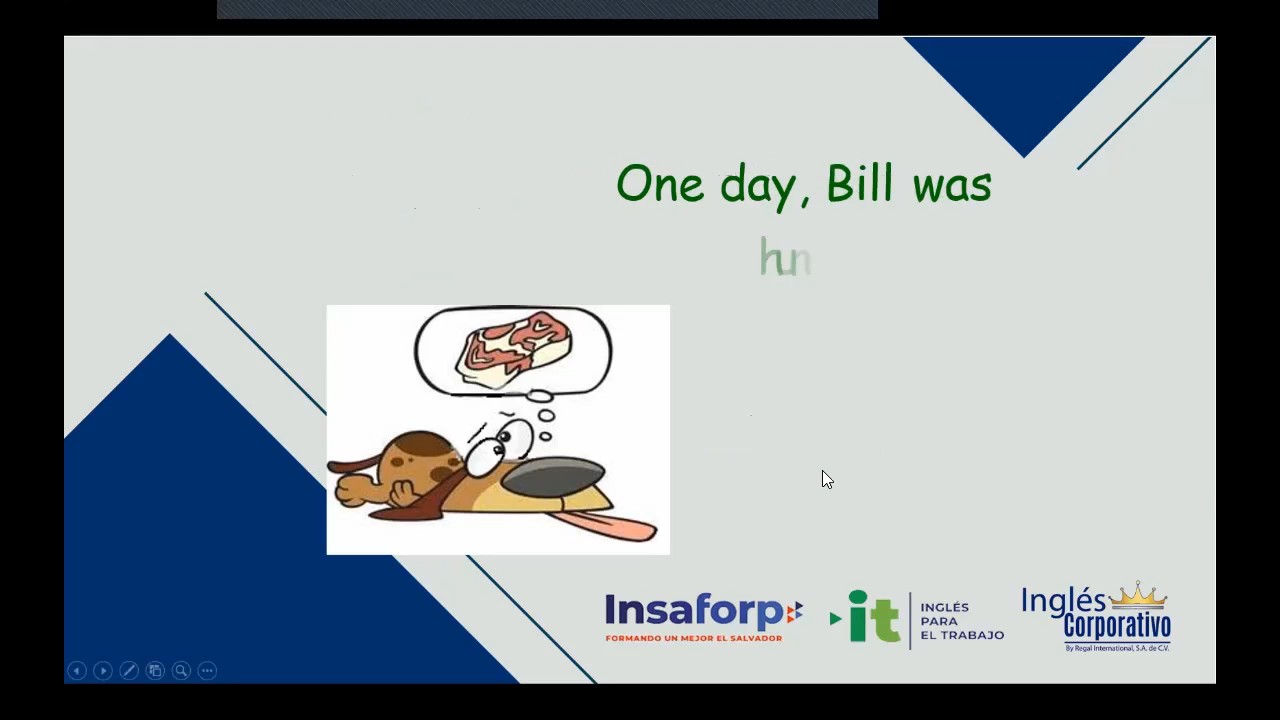 One day, Bill was
hun
Insaforp
FORMANDO UN MEJOR EL SALVADOR
it
INGLÉS
PARA
EL TRABAJO
Inglés
Corporativo
By Regal International, S.A. de C.V.